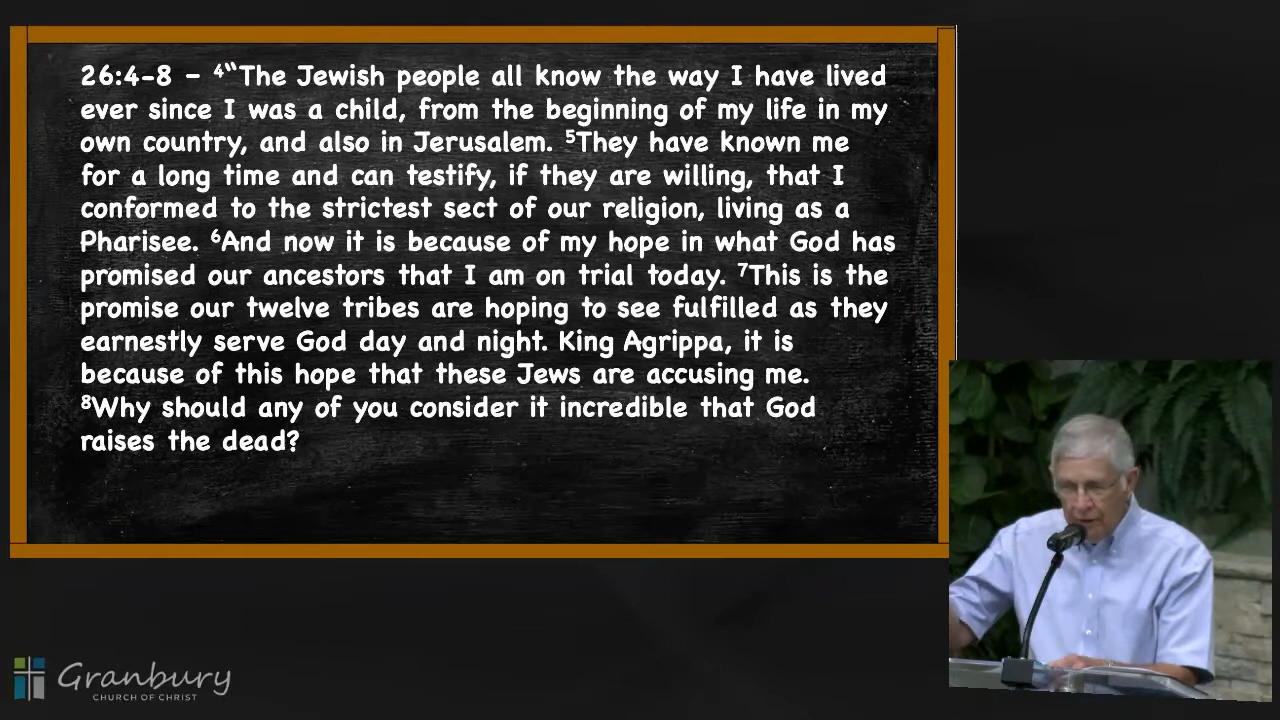 26:4-8 – ⁴“The Jewish people all know the way I have lived
ever since I was a child, from the beginning of my life in my
own country, and also in Jerusalem. ⁵They have known me
for a long time and can testify, if they are willing, that I
conformed to the strictest sect of our religion, living as a
Pharisee. ⁶And now it is because of my hope in what God has
promised our ancestors that I am on trial today. ⁷This is the
promise our twelve tribes are hoping to see fulfilled as they
earnestly serve God day and night. King Agrippa, it is
because of this hope that these Jews are accusing me.
⁸Why should any of you consider it incredible that God
raises the dead?
Granbury
CHURCH OF CHRIST